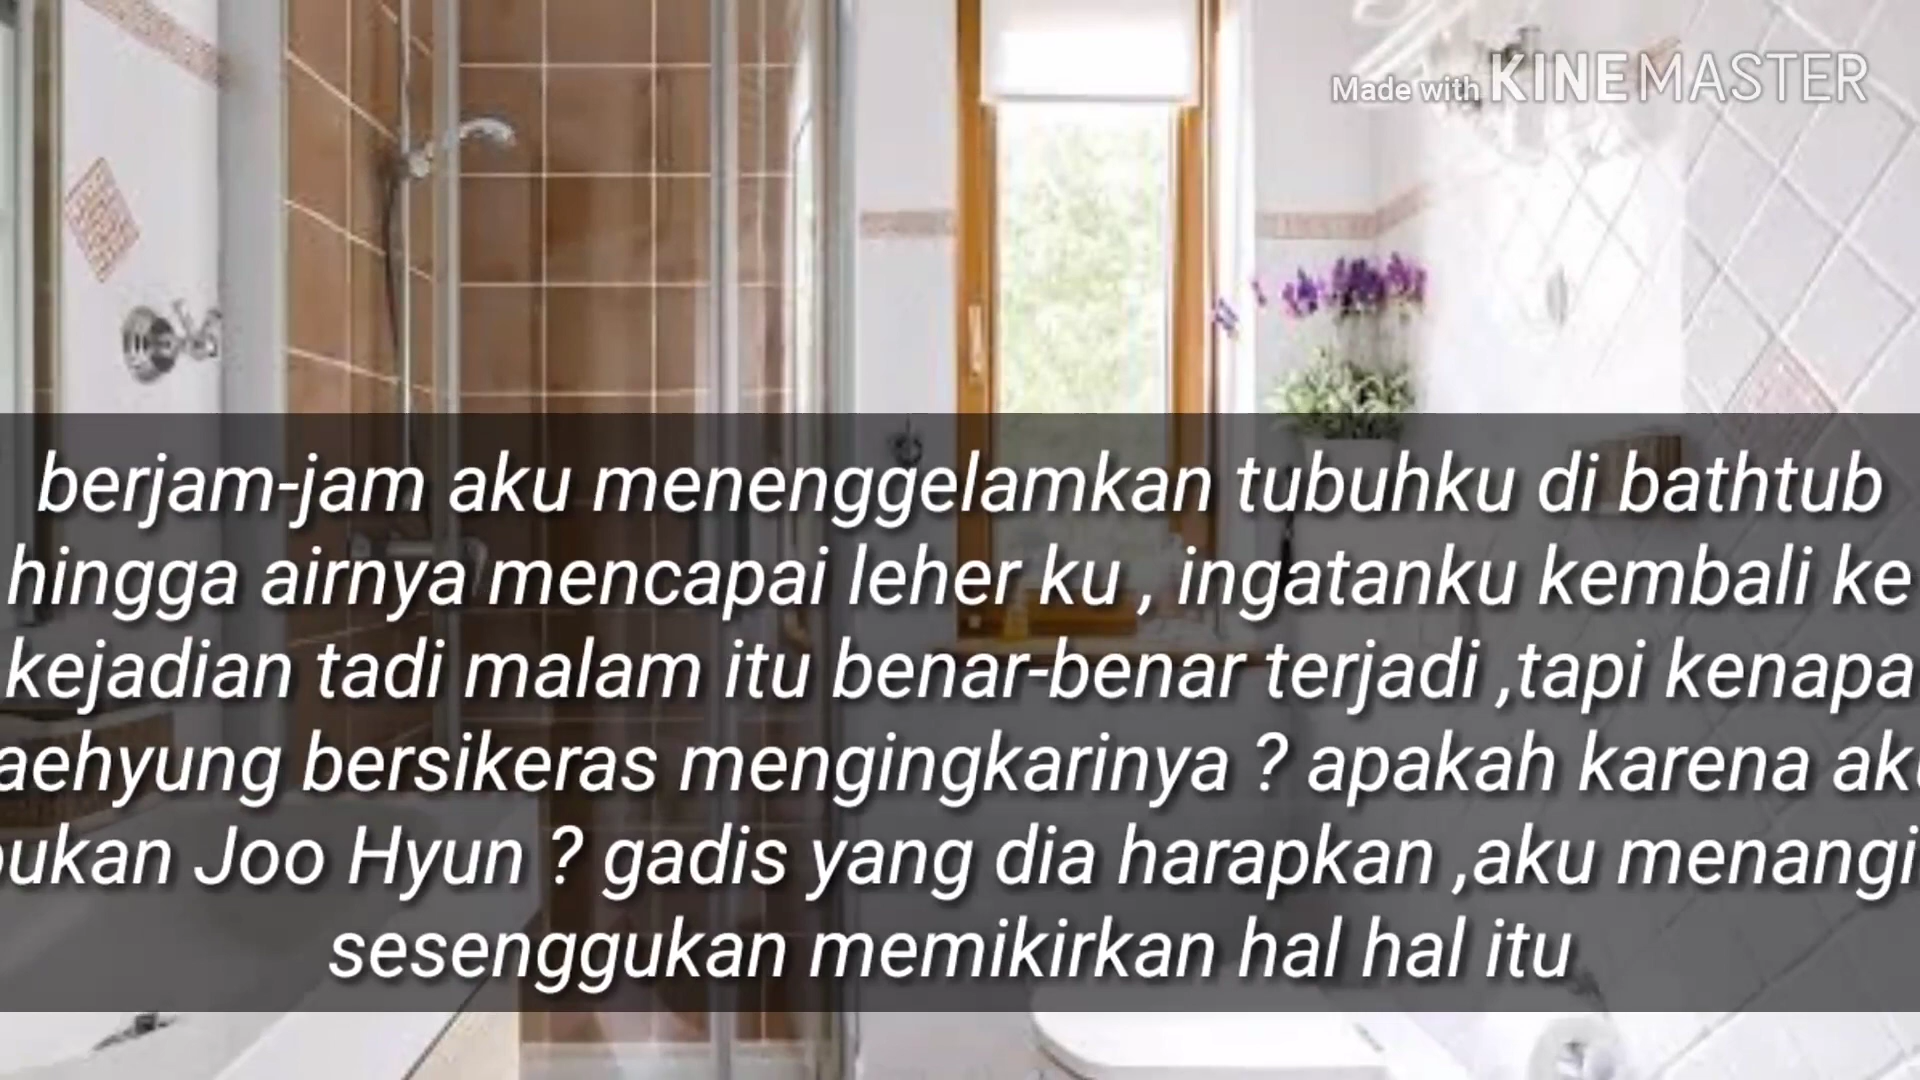 Made with KINEMASTER
berjam-jam aku menenggelamkan tubuhku di bathtub
hingga airnya mencapai leher ku , ingatanku kembali ke
kejadian tadi malam itu benar-benar terjadi ,tapi kenapa
aehyung bersikeras mengingkarinya ? apakah karena aku
bukan Joo Hyun ? gadis yang dia harapkan ,aku menangi
sesenggukan memikirkan hal hal itu